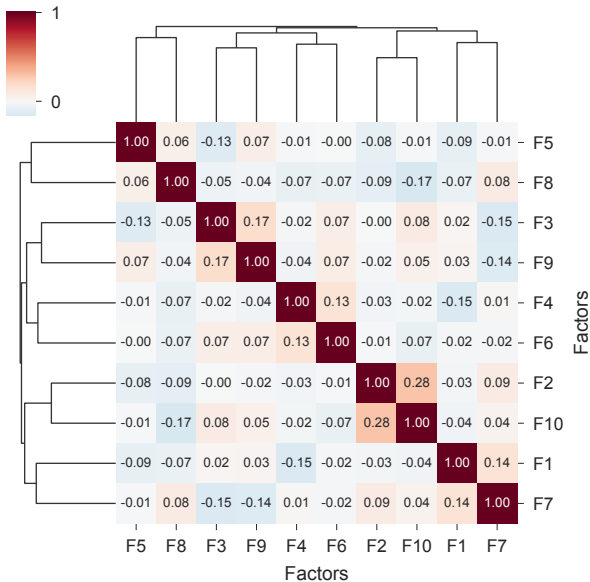 1
0
1.00 0.06 -0.13 0.07 -0.01 -0.00 -0.08 -0.01 -0.09 -0.01 F5
0.06 1.00 -0.05 -0.04 -0.07 -0.07 -0.09 -0.17 -0.07 0.08 F8
-0.13 -0.05 1.00 0.17 -0.02 0.07 -0.00 0.08 0.02 -0.15 F3
0.07 -0.04 0.17 1.00 -0.04 0.07 -0.02 0.05 0.03 -0.14 F9
-0.01 -0.07 -0.02 -0.04 1.00 0.13 -0.03 -0.02 -0.15 0.01 F4
-0.00 -0.07 0.07 0.07 0.13 1.00 -0.01 -0.07 -0.02 -0.02 F6
-0.08 -0.09 -0.00 -0.02 -0.03 -0.01 1.00 0.28 -0.03 0.09 F2
-0.01 -0.17 0.08 0.05 -0.02 -0.07 0.28 1.00 -0.04 0.04 F10
-0.09 -0.07 0.02 0.03 -0.15 -0.02 -0.03 -0.04 1.00 0.14 F1
-0.01 0.08 -0.15 -0.14 0.01 -0.02 0.09 0.04 0.14 1.00 F7
Factors
F5 F8 F3 F9 F4 F6 F2 F10 F1 F7
Factors